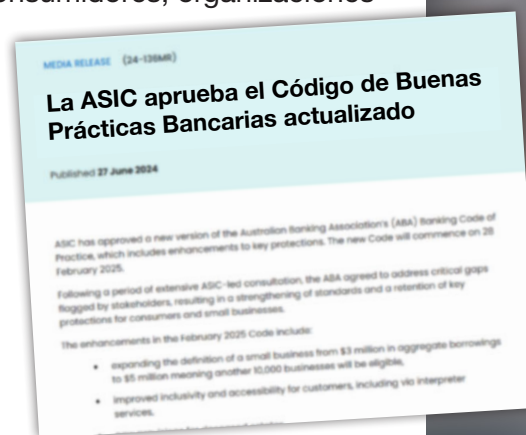 onsumidores, organizaciones
MEDIA RELEASE (24-138MR)
La ASIC aprueba el Código de Buenas
Prácticas Bancarias actualizado
Published 27 June 2024
ASIC has approved a new version of the Australian Banking Association's (ABA) Banking Code of
Practice, which includes enhancements to key protections. The new Code will commence on 28
February 2025.
Following a period of extensive ASIC-led consultation, the ABA agreed to address critical gaps
flagged by stakeholders, resulting in a strengthening of standards and a retention of key
protections for consumers and small businesses.
The enhancements in the February 2025 Code include:
• expanding the definition of a small business from $3 million in aggregate borrowings
to $5 million meaning another 10,000 businesses will be eligible,
• improved inclusivity and accessibility for customers, including via interpreter
services,